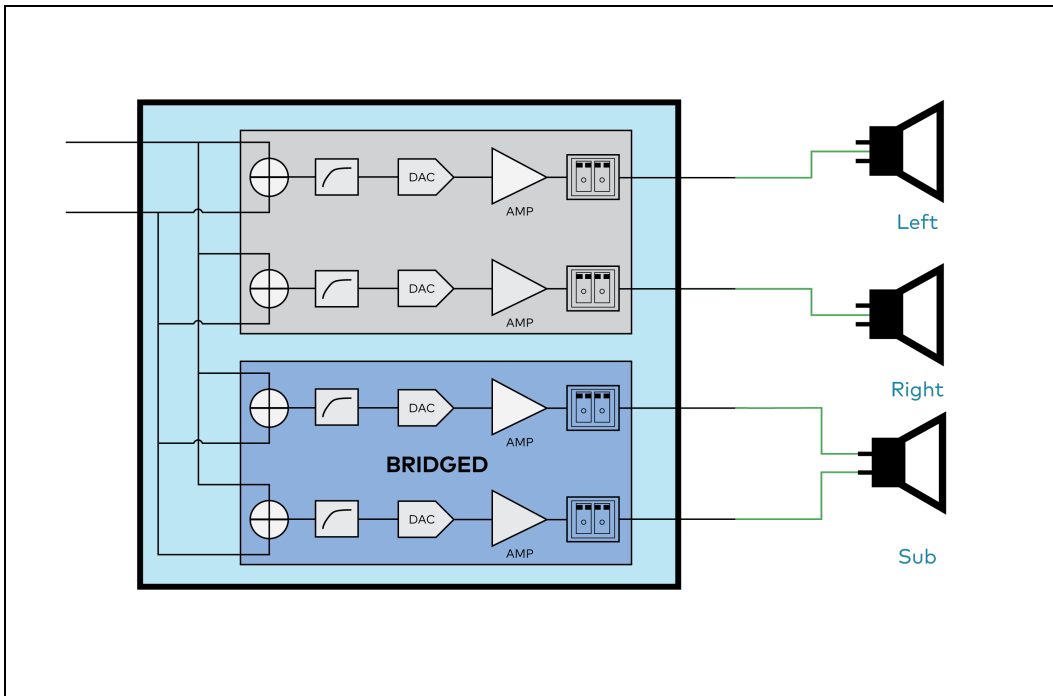 DAC
AMP
Left
DAC
AMP
Right
DAC
AMP
BRIDGED
DAC
AMP
Sub